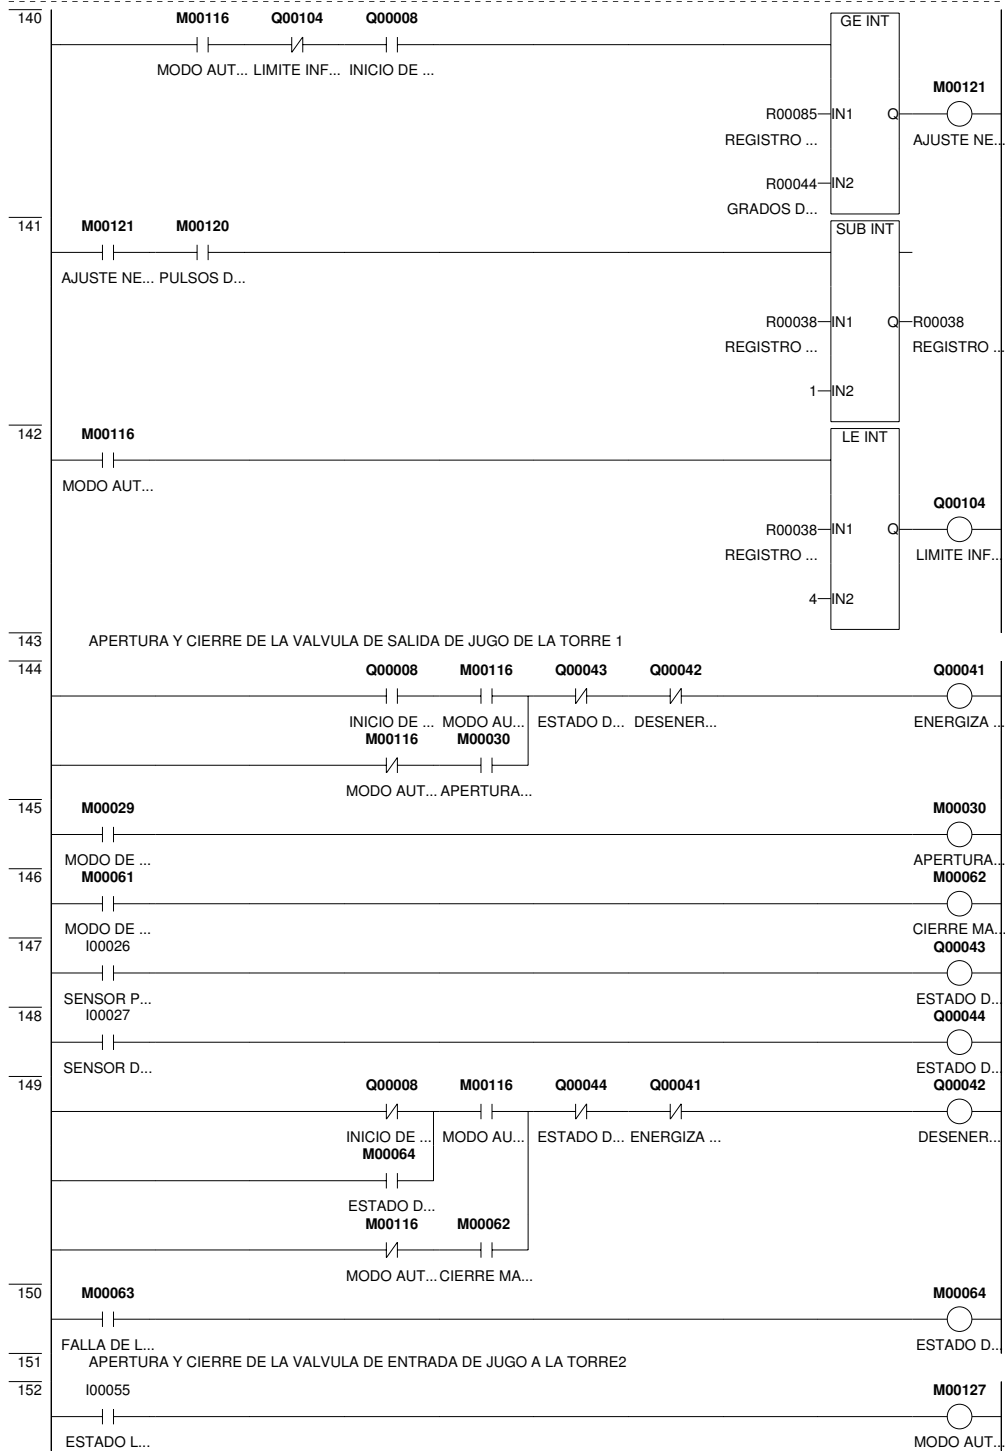 140
M00116 Q00104 Q00008
GE INT
MODO AUT... LIMITE INF... INICIO DE ...
M00121
R00085 IN1 Q
REGISTRO ... AJUSTE NE...
R00044 IN2
GRADOS D...
141
M00121 M00120
SUB INT
AJUSTE NE... PULSOS D...
R00038 IN1 Q R00038
REGISTRO ... REGISTRO ...
1 IN2
142
M00116
LE INT
MODO AUT...
Q00104
R00038 IN1 Q
REGISTRO ... LIMITE INF...
4 IN2
143 APERTURA Y CIERRE DE LA VALVULA DE SALIDA DE JUGO DE LA TORRE 1
144
Q00008 M00116 Q00043 Q00042 Q00041
INICIO DE ... MODO AU... ESTADO D... DESENER... ENERGIZA ...
M00116 M00030
MODO AUT... APERTURA...
145
M00029 M00030
MODO DE ... APERTURA...
146
M00061 M00062
MODO DE ... CIERRE MA...
147
I00026 Q00043
SENSOR P... ESTADO D...
148
I00027 Q00044
SENSOR D... ESTADO D...
149
Q00008 M00116 Q00044 Q00041 Q00042
INICIO DE ... MODO AU... ESTADO D... ENERGIZA ... DESENER...
M00064
ESTADO D...
M00116 M00062
MODO AUT... CIERRE MA...
150
M00063 M00064
FALLA DE L... ESTADO D...
151 APERTURA Y CIERRE DE LA VALVULA DE ENTRADA DE JUGO A LA TORRE2
152
I00055 M00127
ESTADO L... MODO AUT...